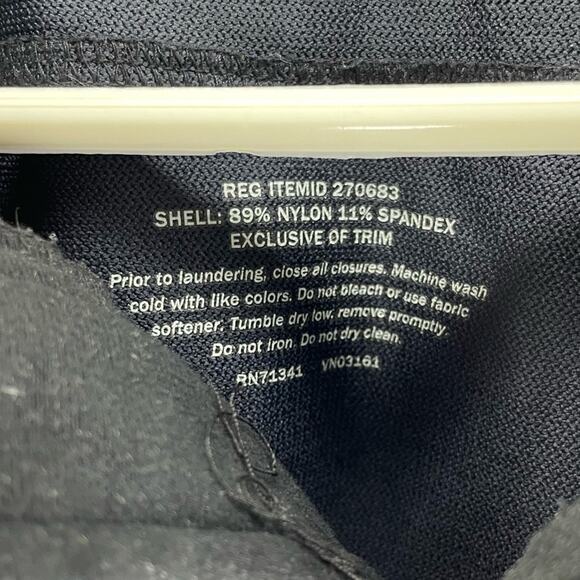 REG ITEMID 270683
SHELL: 89% NYLON 11% SPANDEX
EXCLUSIVE OF TRIM
Prior to laundering, close all closures. Machine wash
cold with like colors. Do not bleach or use fabric
softener. Tumble dry low, remove promptly.
Do not iron. Do not dry clean.
RN71341 VN03161